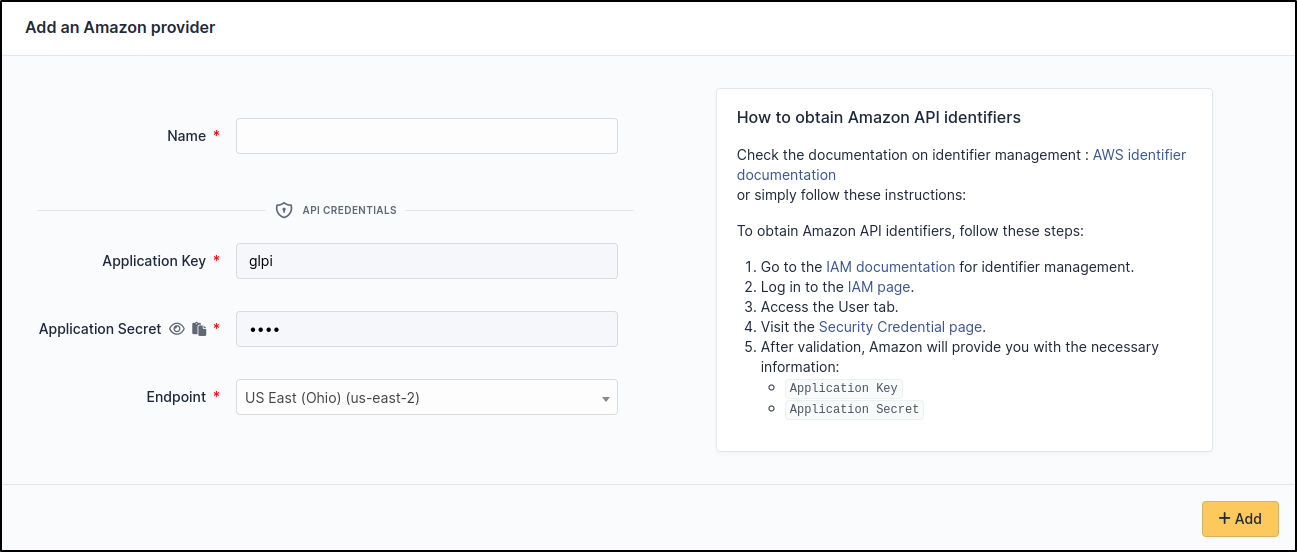 Add an Amazon provider
Name *
API CREDENTIALS
Application Key *
glpi
Application Secret *
••••
Endpoint *
US East (Ohio) (us-east-2)
How to obtain Amazon API identifiers
Check the documentation on identifier management : AWS identifier
documentation
or simply follow these instructions:
To obtain Amazon API identifiers, follow these steps:
1. Go to the IAM documentation for identifier management.
2. Log in to the IAM page.
3. Access the User tab.
4. Visit the Security Credential page.
5. After validation, Amazon will provide you with the necessary
information:
Application Key
Application Secret
+ Add